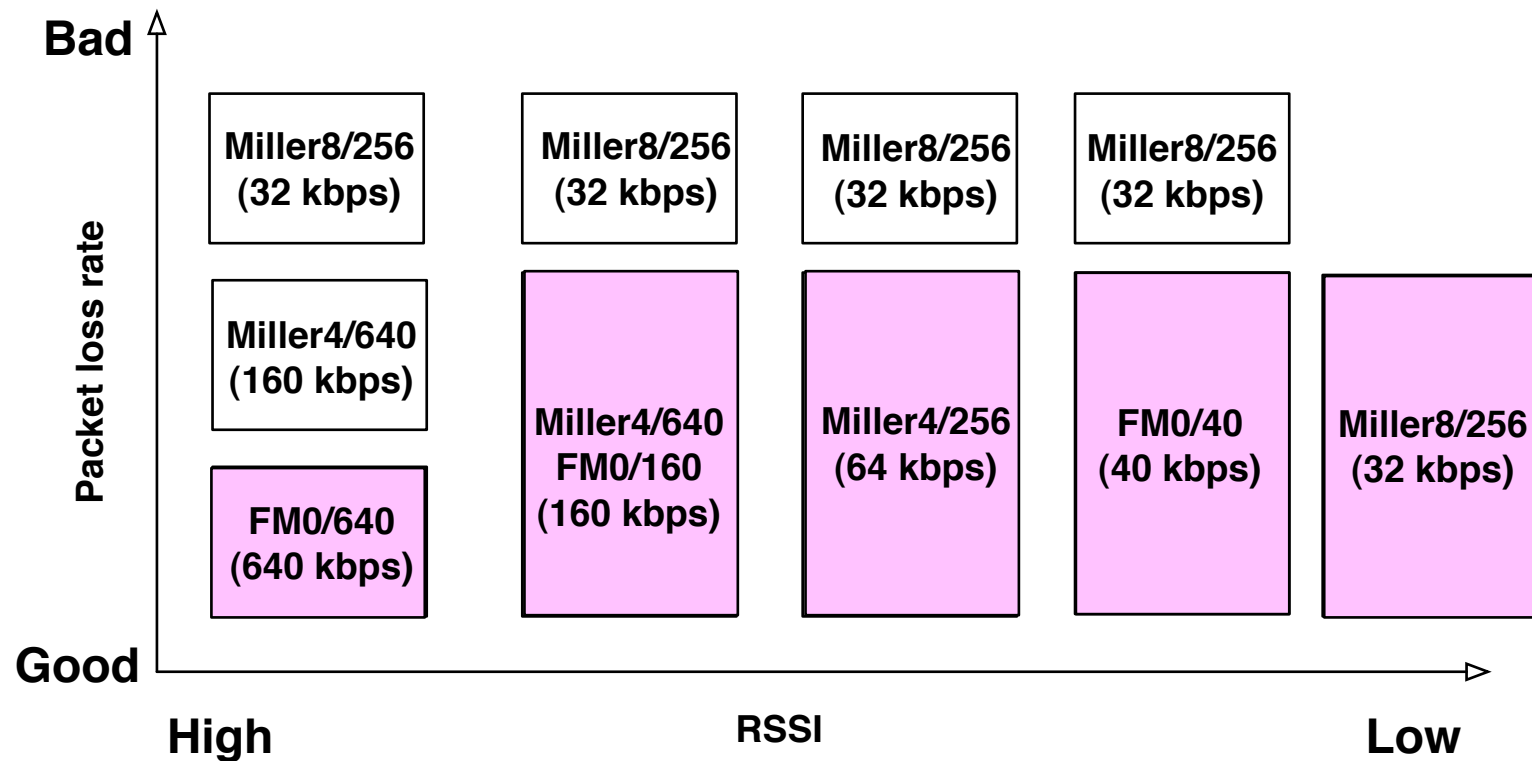 Bad
Miller8/256
(32 kbps)
Miller8/256
(32 kbps)
Miller8/256
(32 kbps)
Miller8/256
(32 kbps)
Packet loss rate
Miller4/640
(160 kbps)
FM0/640
(640 kbps)
Miller4/640
FM0/160
(160 kbps)
Miller4/256
(64 kbps)
FM0/40
(40 kbps)
Miller8/256
(32 kbps)
Good
High
RSSI
Low